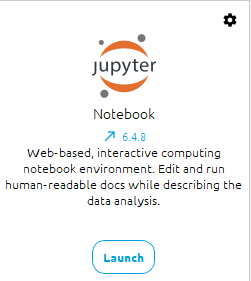 jupyter
Notebook
6.4.8
Web-based, interactive computing
notebook environment. Edit and run
human-readable docs while describing the
data analysis.
Launch